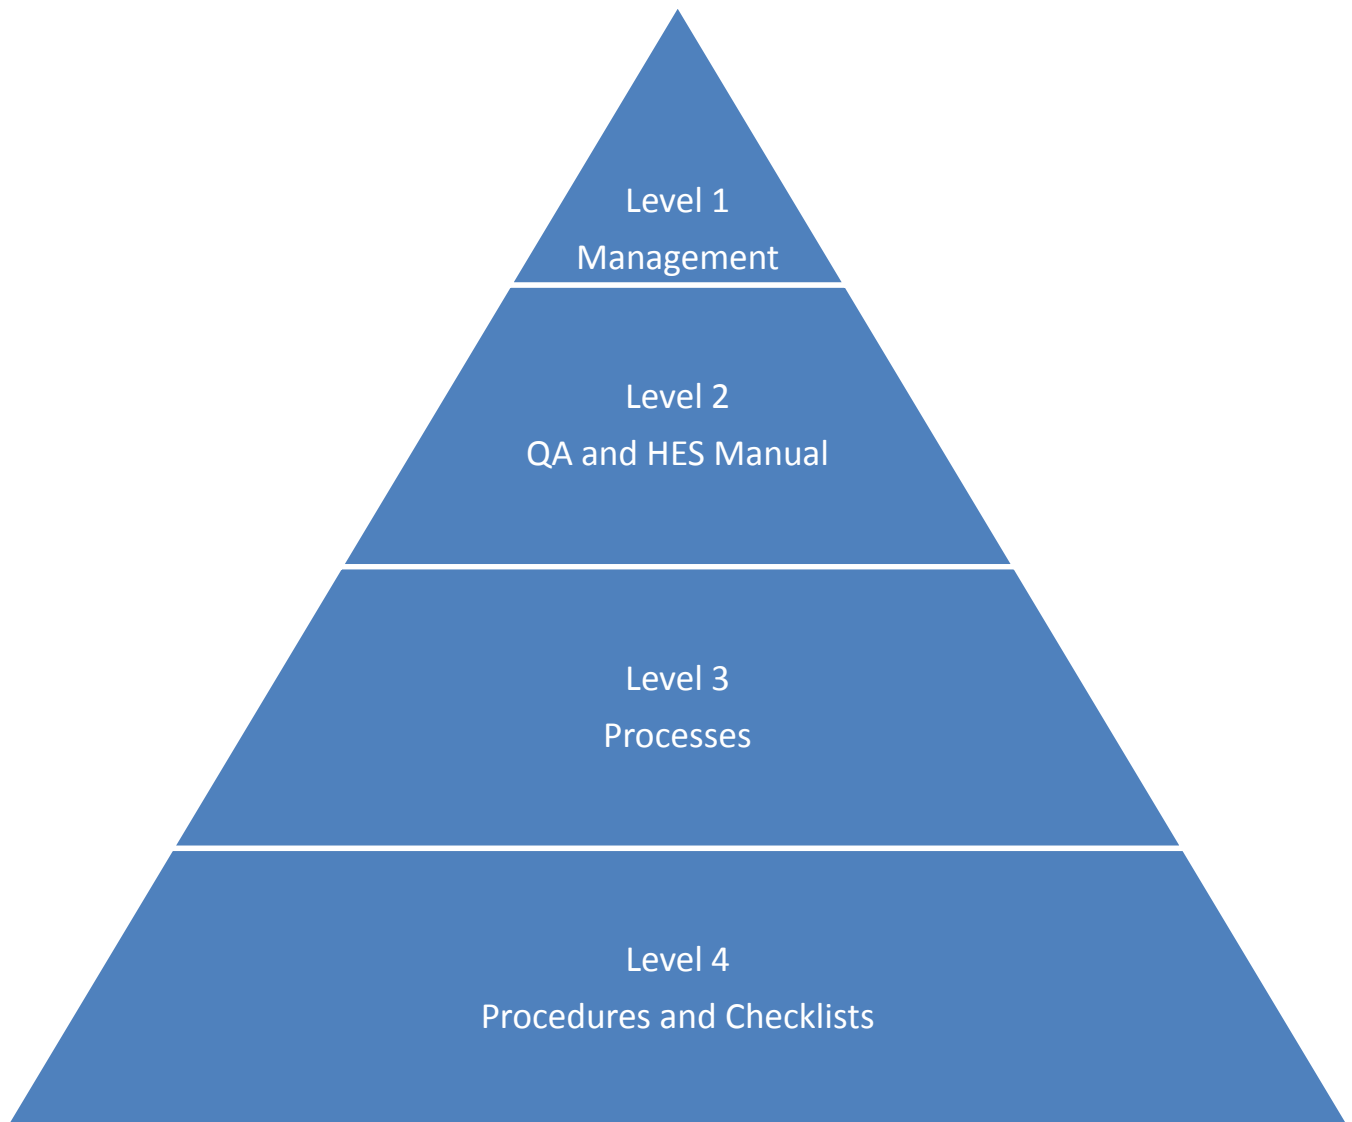 Level 1
Management
Level 2
QA and HES Manual
Level 3
Processes
Level 4
Procedures and Checklists